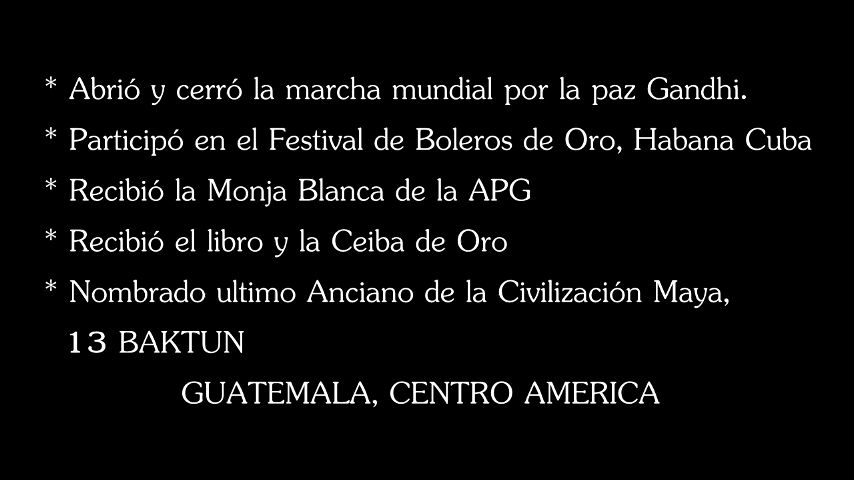 * Abrió y cerró la marcha mundial por la paz Gandhi.
* Participó en el Festival de Boleros de Oro, Habana Cuba
* Recibió la Monja Blanca de la APG
* Recibió el libro y la Ceiba de Oro
* Nombrado ultimo Anciano de la Civilización Maya,
13 BAKTUN
GUATEMALA, CENTRO AMERICA